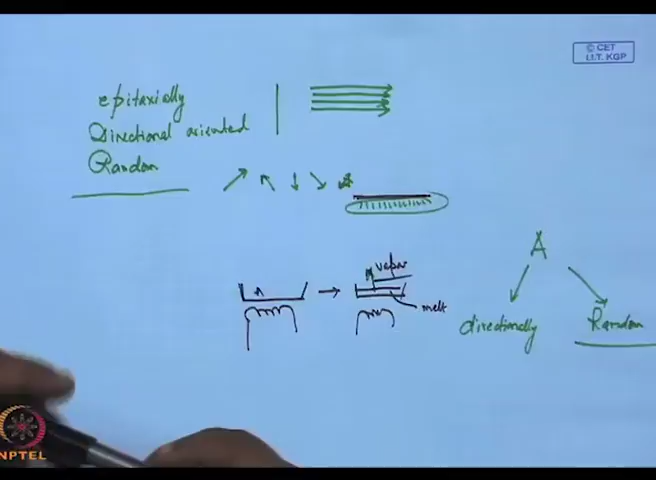 © CET
I.I.T. KGP
epitaxially
Directional oriented
Random
vapor
A
melt
A
directionally
Random
NPTEL